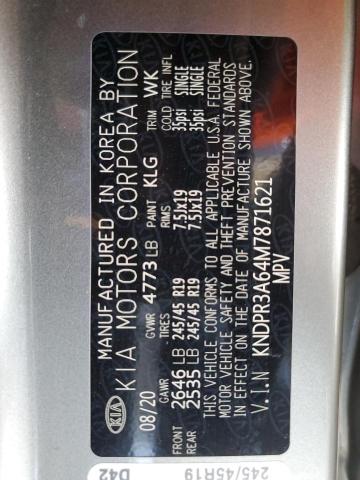 KIA
MANUFACTURED IN KOREA BY
KIA MOTORS CORPORATION
08/20 GVWR 4773 LB PAINT KLG TRIM WK
GAWR TIRES RIMS COLD TIRE INFL
FRONT 2646 LB 245/45 R19 7.5JX19 35psi SINGLE
REAR 2535 LB 245/45 R19 7.5JX19 35psi SINGLE
THIS VEHICLE CONFORMS TO ALL APPLICABLE U.S.A. FEDERAL
MOTOR VEHICLE SAFETY AND THEFT PREVENTION STANDARDS
IN EFFECT ON THE DATE OF MANUFACTURE SHOWN ABOVE.
V.I.N KNDPR3A64M7871621
MPV
D42
245/45R19